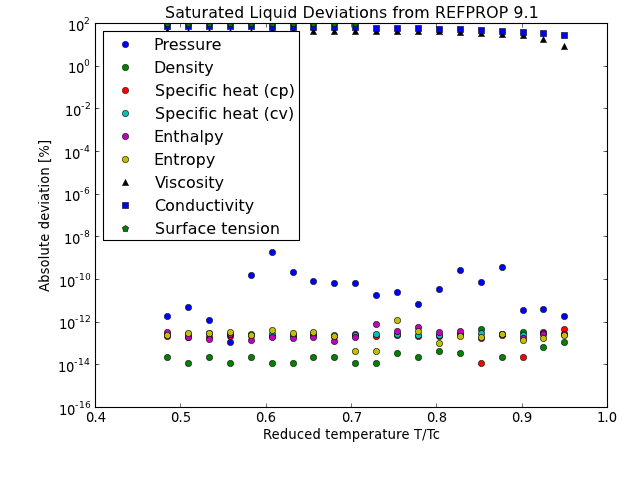 Saturated Liquid Deviations from REFPROP 9.1
10^2
10^0
10^-2
10^-4
10^-6
10^-8
10^-10
10^-12
10^-14
10^-16
Absolute deviation [%]
Pressure
Density
Specific heat (cp)
Specific heat (cv)
Enthalpy
Entropy
Viscosity
Conductivity
Surface tension
0.4 0.5 0.6 0.7 0.8 0.9 1.0
Reduced temperature T/Tc